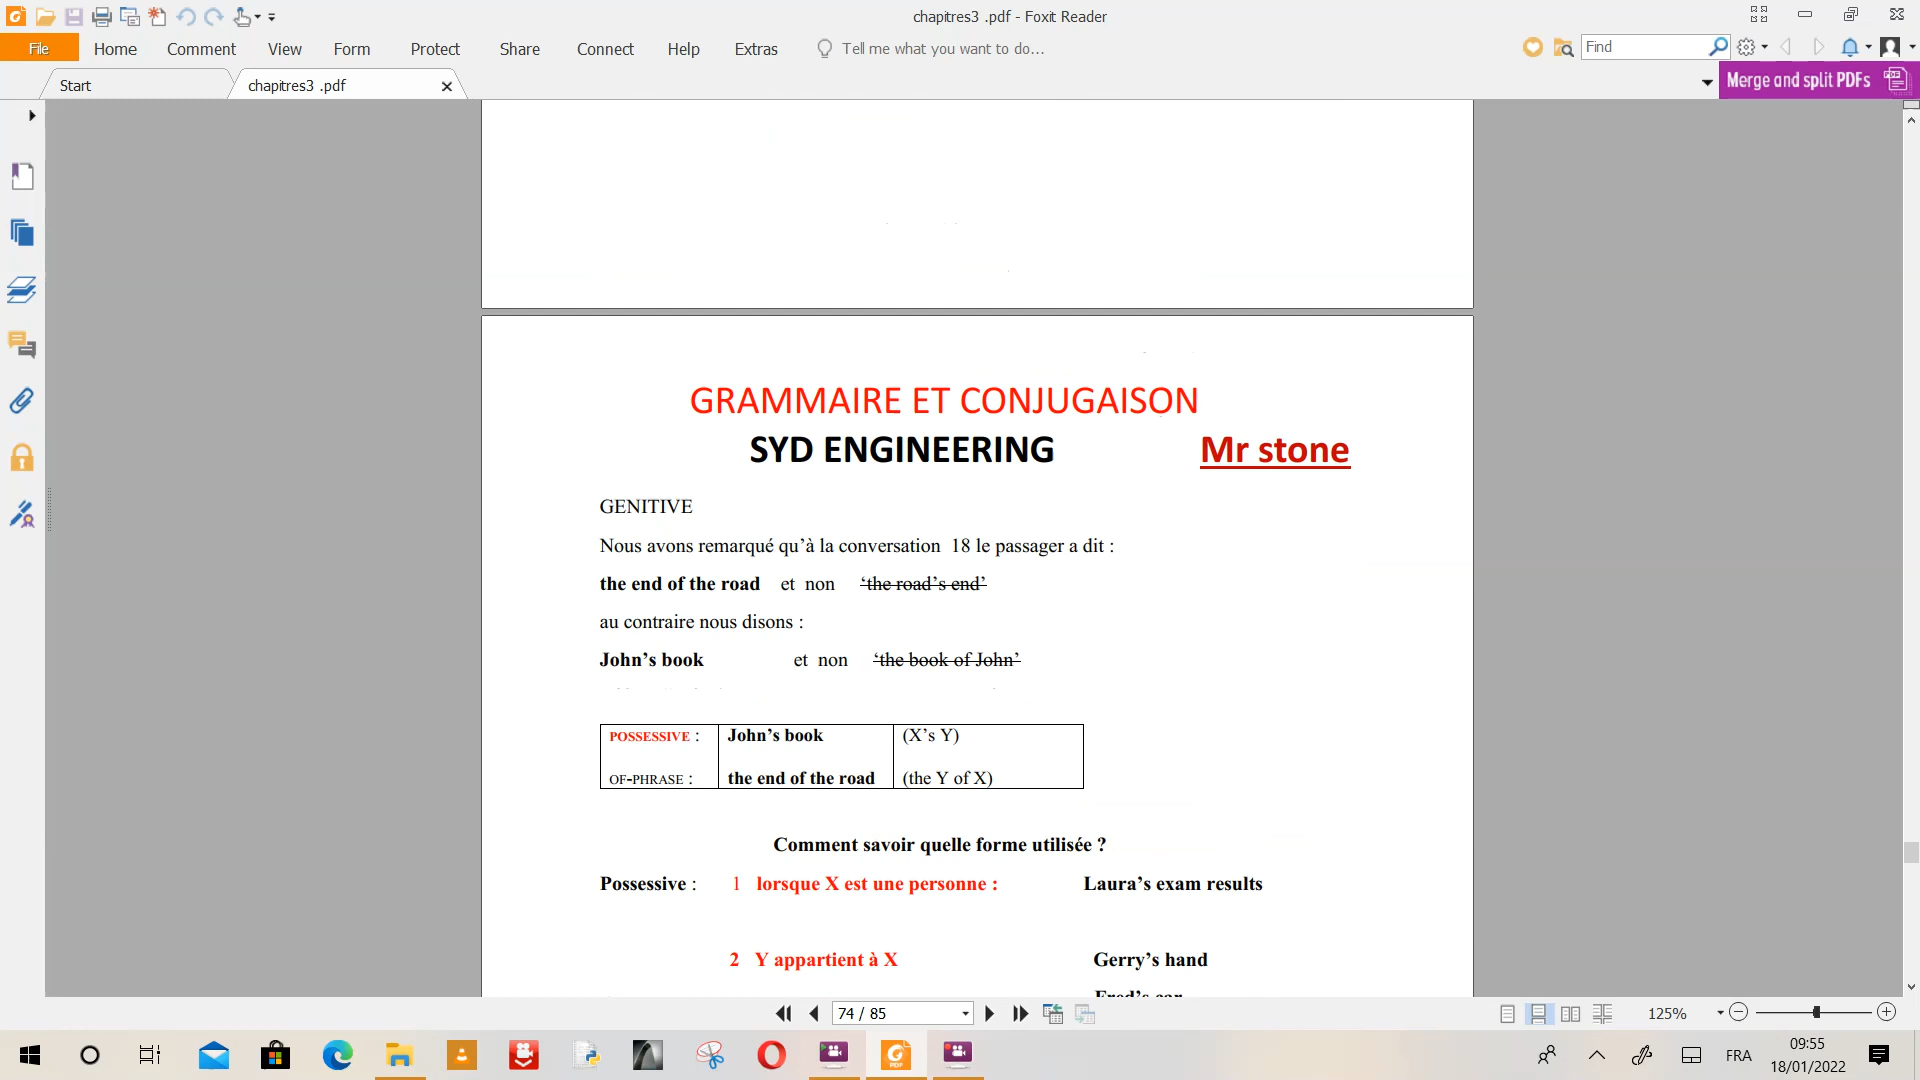 chapitres3 .pdf - Foxit Reader
File Home Comment View Form Protect Share Connect Help Extras Tell me what you want to do... Find
Start chapitres3 .pdf Merge and split PDFs
GRAMMAIRE ET CONJUGAISON
SYD ENGINEERING Mr stone
GENITIVE
Nous avons remarqué qu’à la conversation 18 le passager a dit :
the end of the road et non ‘the road’s end’
au contraire nous disons :
John’s book et non ‘the book of John’
POSSESSIVE : John’s book (X’s Y)
OF-PHRASE : the end of the road (the Y of X)
Comment savoir quelle forme utilisée ?
Possessive : 1 lorsque X est une personne : Laura’s exam results
2 Y appartient à X Gerry’s hand
Fred’s car
74 / 85 125%
FRA 09:55
18/01/2022